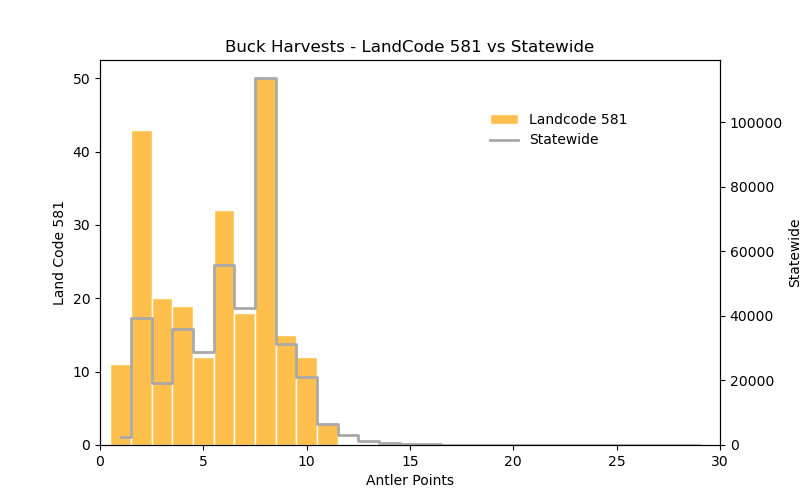 Buck Harvests - LandCode 581 vs Statewide
50
40
30
20
10
0
Land Code 581
Landcode 581
Statewide
100000
80000
60000
40000
20000
0
Statewide
0 5 10 15 20 25 30
Antler Points